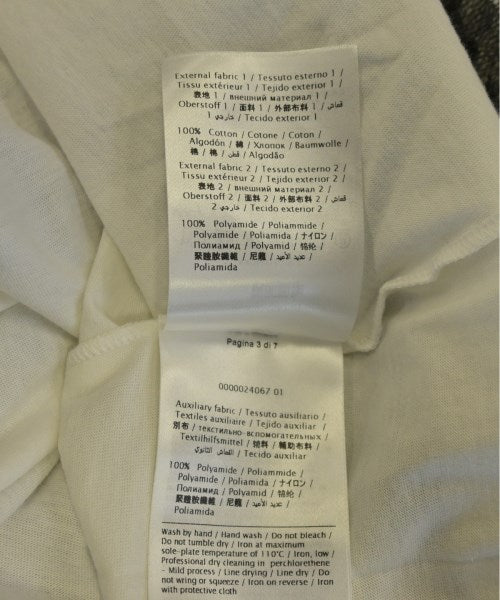 External fabric 1 / Tessuto esterno 1 /
Tissu extérieur 1 / Tejido exterior 1 /
表地 1 / внешний материал 1 /
Oberstoff 1 / 面料 1 / 外部布料 1 / قماش
خارجي 1 / Tecido exterior 1
100% Cotton / Cotone / Coton /
Algodón / 綿 / Хлопок / Baumwolle /
棉 / 棉 / قطن / Algodão
External fabric 2 / Tessuto esterno 2 /
Tissu extérieur 2 / Tejido exterior 2
/ 表地 2 / внешний материал 2 /
Oberstoff 2 / 面料 2 / 外部布料 2 / قماش
خارجي 2 / Tecido exterior 2
100% Polyamide / Poliammide /
Polyamide / Poliamida / ナイロン /
Полиамид / Polyamid / 锦纶 /
聚醯胺纖維 / 尼龍 / عديد الأميد /
Poliamida
Pagina 3 di 7
0000024067 01
Auxiliary fabric / Tessuto ausiliario /
Textiles auxiliaire / Tejido auxiliar /
別布 / текстильно-вспомогательных /
Textilhilfsmittel / 辅料 / 輔助布料 /
القماش الثانوي / Tecido auxiliar
100% Polyamide / Poliammide /
Polyamide / Poliamida / ナイロン /
Полиамид / Polyamid / 锦纶 /
聚醯胺纖維 / 尼龍 / عديد الأميد /
Poliamida
Wash by hand / Hand wash / Do not bleach /
Do not tumble dry / Iron at maximum
sole-plate temperature of 110°C / Iron, low /
Professional dry cleaning in perchlorethene
- Mild process / Line drying / Line dry / Do
not wring or squeeze / Iron on reverse / Iron
with protective cloth